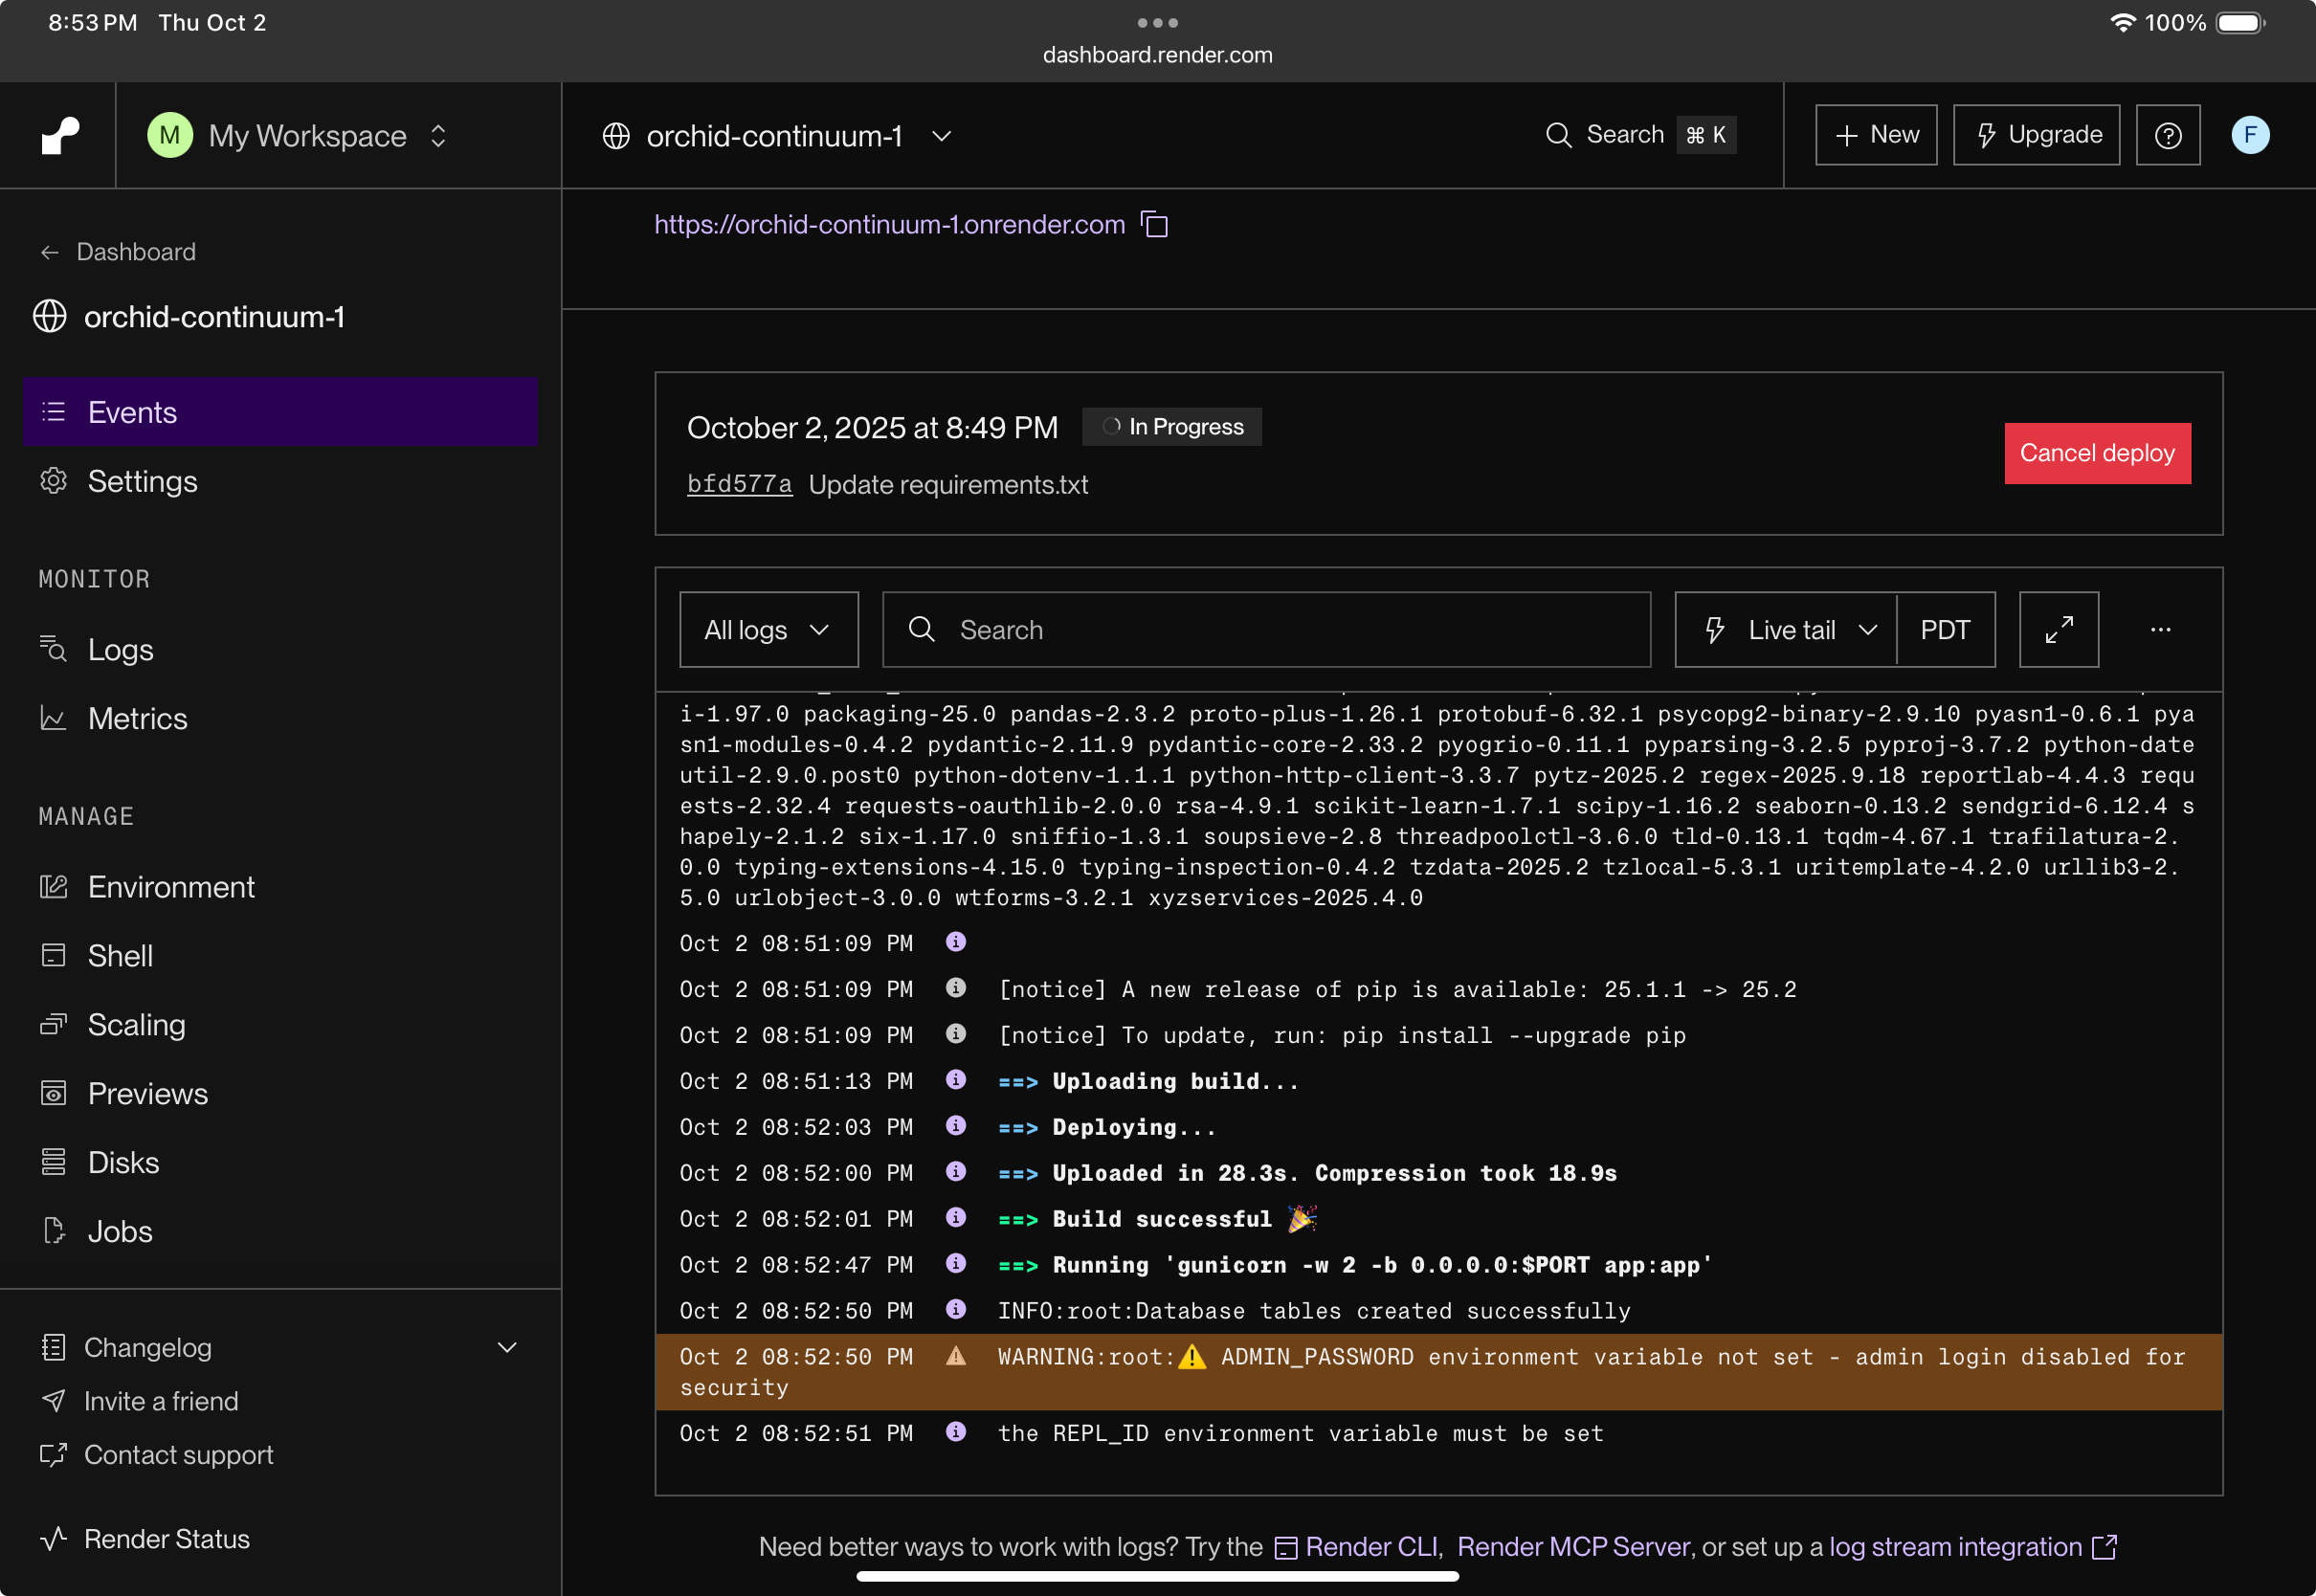 8:53 PM Thu Oct 2
100%
dashboard.render.com
M My Workspace
orchid-continuum-1
Search ⌘ K
+ New
Upgrade
F
https://orchid-continuum-1.onrender.com
← Dashboard
orchid-continuum-1
Events
Settings
MONITOR
Logs
Metrics
MANAGE
Environment
Shell
Scaling
Previews
Disks
Jobs
Changelog
Invite a friend
Contact support
Render Status
October 2, 2025 at 8:49 PM In Progress
Cancel deploy
bfd577a Update requirements.txt
All logs
Search
Live tail
PDT
...
i-1.97.0 packaging-25.0 pandas-2.3.2 proto-plus-1.26.1 protobuf-6.32.1 psycopg2-binary-2.9.10 pyasn1-0.6.1 pya
sn1-modules-0.4.2 pydantic-2.11.9 pydantic-core-2.33.2 pyogrio-0.11.1 pyparsing-3.2.5 pyproj-3.7.2 python-date
util-2.9.0.post0 python-dotenv-1.1.1 python-http-client-3.3.7 pytz-2025.2 regex-2025.9.18 reportlab-4.4.3 requ
ests-2.32.4 requests-oauthlib-2.0.0 rsa-4.9.1 scikit-learn-1.7.1 scipy-1.16.2 seaborn-0.13.2 sendgrid-6.12.4 s
hapely-2.1.2 six-1.17.0 sniffio-1.3.1 soupsieve-2.8 threadpoolctl-3.6.0 tld-0.13.1 tqdm-4.67.1 trafilatura-2.
0.0 typing-extensions-4.15.0 typing-inspection-0.4.2 tzdata-2025.2 tzlocal-5.3.1 uritemplate-4.2.0 urllib3-2.
5.0 urlobject-3.0.0 wtforms-3.2.1 xyzservices-2025.4.0
Oct 2 08:51:09 PM
Oct 2 08:51:09 PM [notice] A new release of pip is available: 25.1.1 -> 25.2
Oct 2 08:51:09 PM [notice] To update, run: pip install --upgrade pip
Oct 2 08:51:13 PM ==> Uploading build...
Oct 2 08:52:03 PM ==> Deploying...
Oct 2 08:52:00 PM ==> Uploaded in 28.3s. Compression took 18.9s
Oct 2 08:52:01 PM ==> Build successful 🎉
Oct 2 08:52:47 PM ==> Running 'gunicorn -w 2 -b 0.0.0.0:$PORT app:app'
Oct 2 08:52:50 PM INFO:root:Database tables created successfully
Oct 2 08:52:50 PM WARNING:root:⚠️ ADMIN_PASSWORD environment variable not set - admin login disabled for
security
Oct 2 08:52:51 PM the REPL_ID environment variable must be set
Need better ways to work with logs? Try the Render CLI, Render MCP Server, or set up a log stream integration